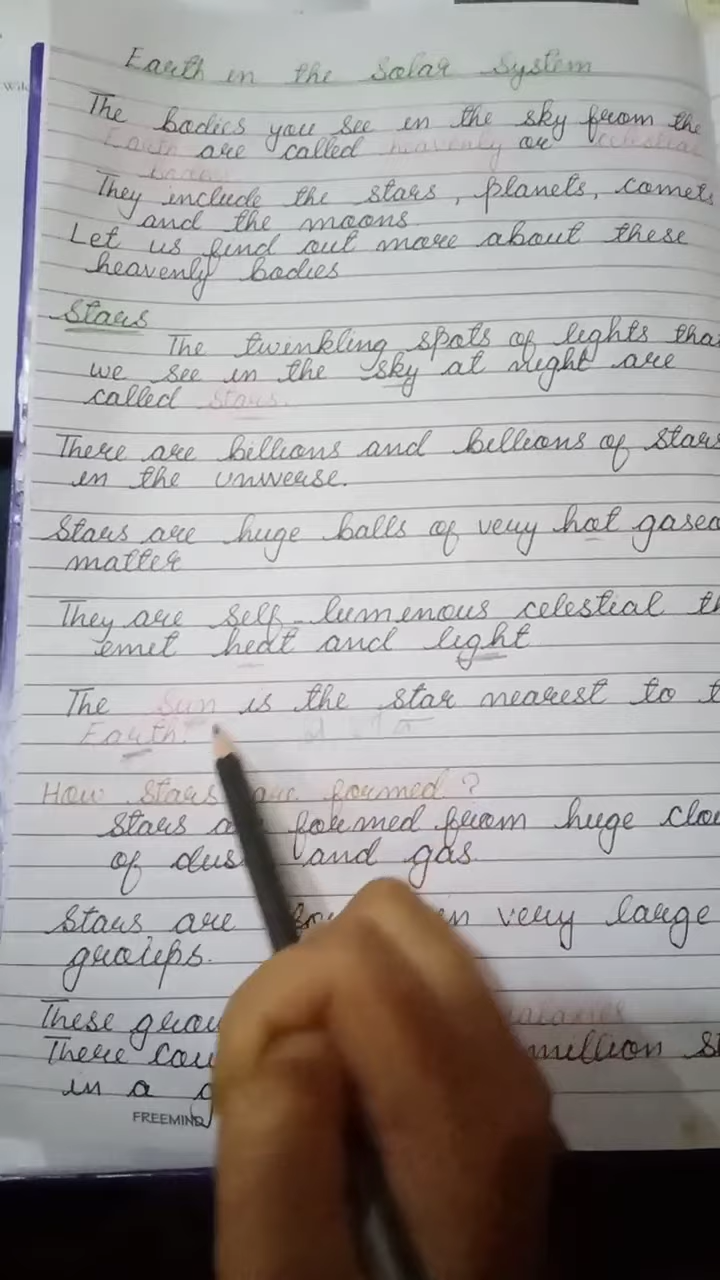 Earth in the Solar System
The bodies you see in the sky from the
Earth are called heavenly or celestial
bodies
They include the stars, planets, comets
and the moons
Let us find out more about these
heavenly bodies
Stars
The twinkling spots of lights that
we see in the sky at night are
called stars.
There are billions and billions of stars
in the universe.
Stars are huge balls of very hot
matter
They are self-luminous celestial
emit heat and light
The Sun is the star nearest to
Earth.
How stars are formed?
Stars formed from huge
of and gas
Stars are in very large
groups.
These galaxies
There million
in a
FREEMIND